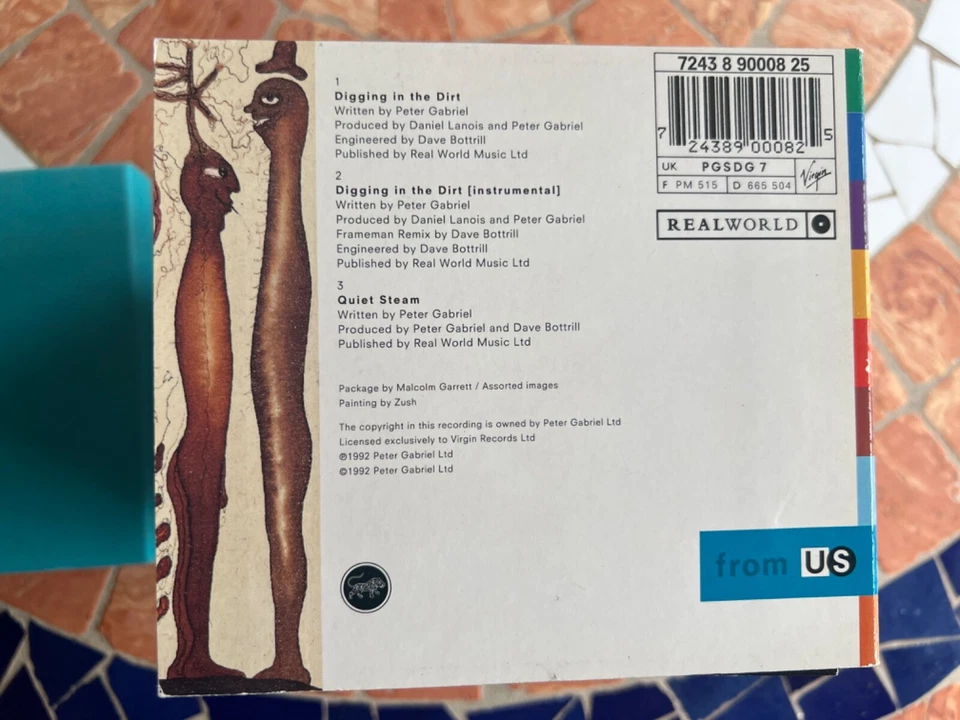 1
Digging in the Dirt
Written by Peter Gabriel
Produced by Daniel Lanois and Peter Gabriel
Engineered by Dave Bottrill
Published by Real World Music Ltd
2
Digging in the Dirt [instrumental]
Written by Peter Gabriel
Produced by Daniel Lanois and Peter Gabriel
Frameman Remix by Dave Bottrill
Engineered by Dave Bottrill
Published by Real World Music Ltd
3
Quiet Steam
Written by Peter Gabriel
Produced by Peter Gabriel and Dave Bottrill
Published by Real World Music Ltd
Package by Malcolm Garrett / Assorted images
Painting by Zush
The copyright in this recording is owned by Peter Gabriel Ltd
Licensed exclusively to Virgin Records Ltd
℗1992 Peter Gabriel Ltd
©1992 Peter Gabriel Ltd
7243 8 90008 25
7 24389 00082 5
UK PGSDG 7
F PM 515 D 665 504 Virgin
REALWORLD
from US